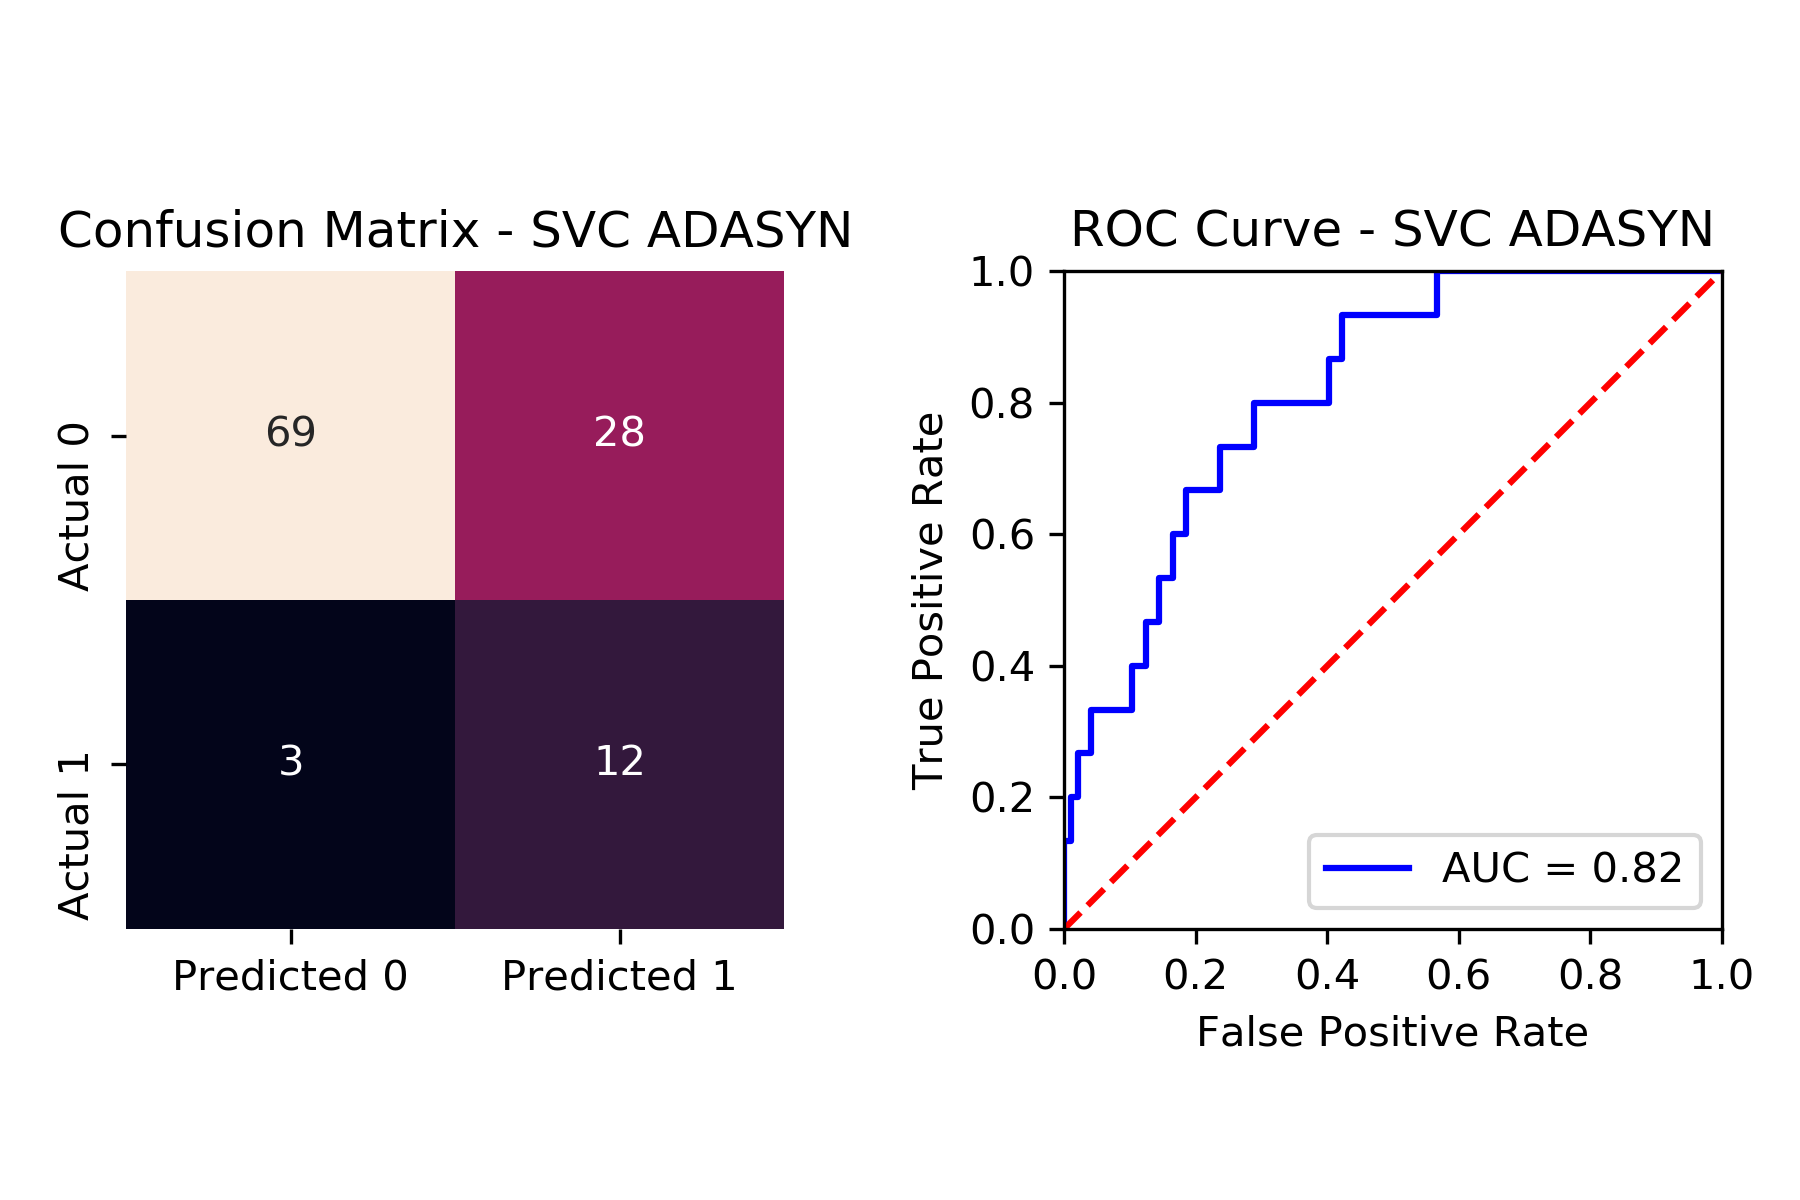 Confusion Matrix - SVC ADASYN
Actual 0
69
28
Actual 1
3
12
Predicted 0
Predicted 1
ROC Curve - SVC ADASYN
True Positive Rate
1.0
0.8
0.6
0.4
0.2
0.0
AUC = 0.82
0.0 0.2 0.4 0.6 0.8 1.0
False Positive Rate